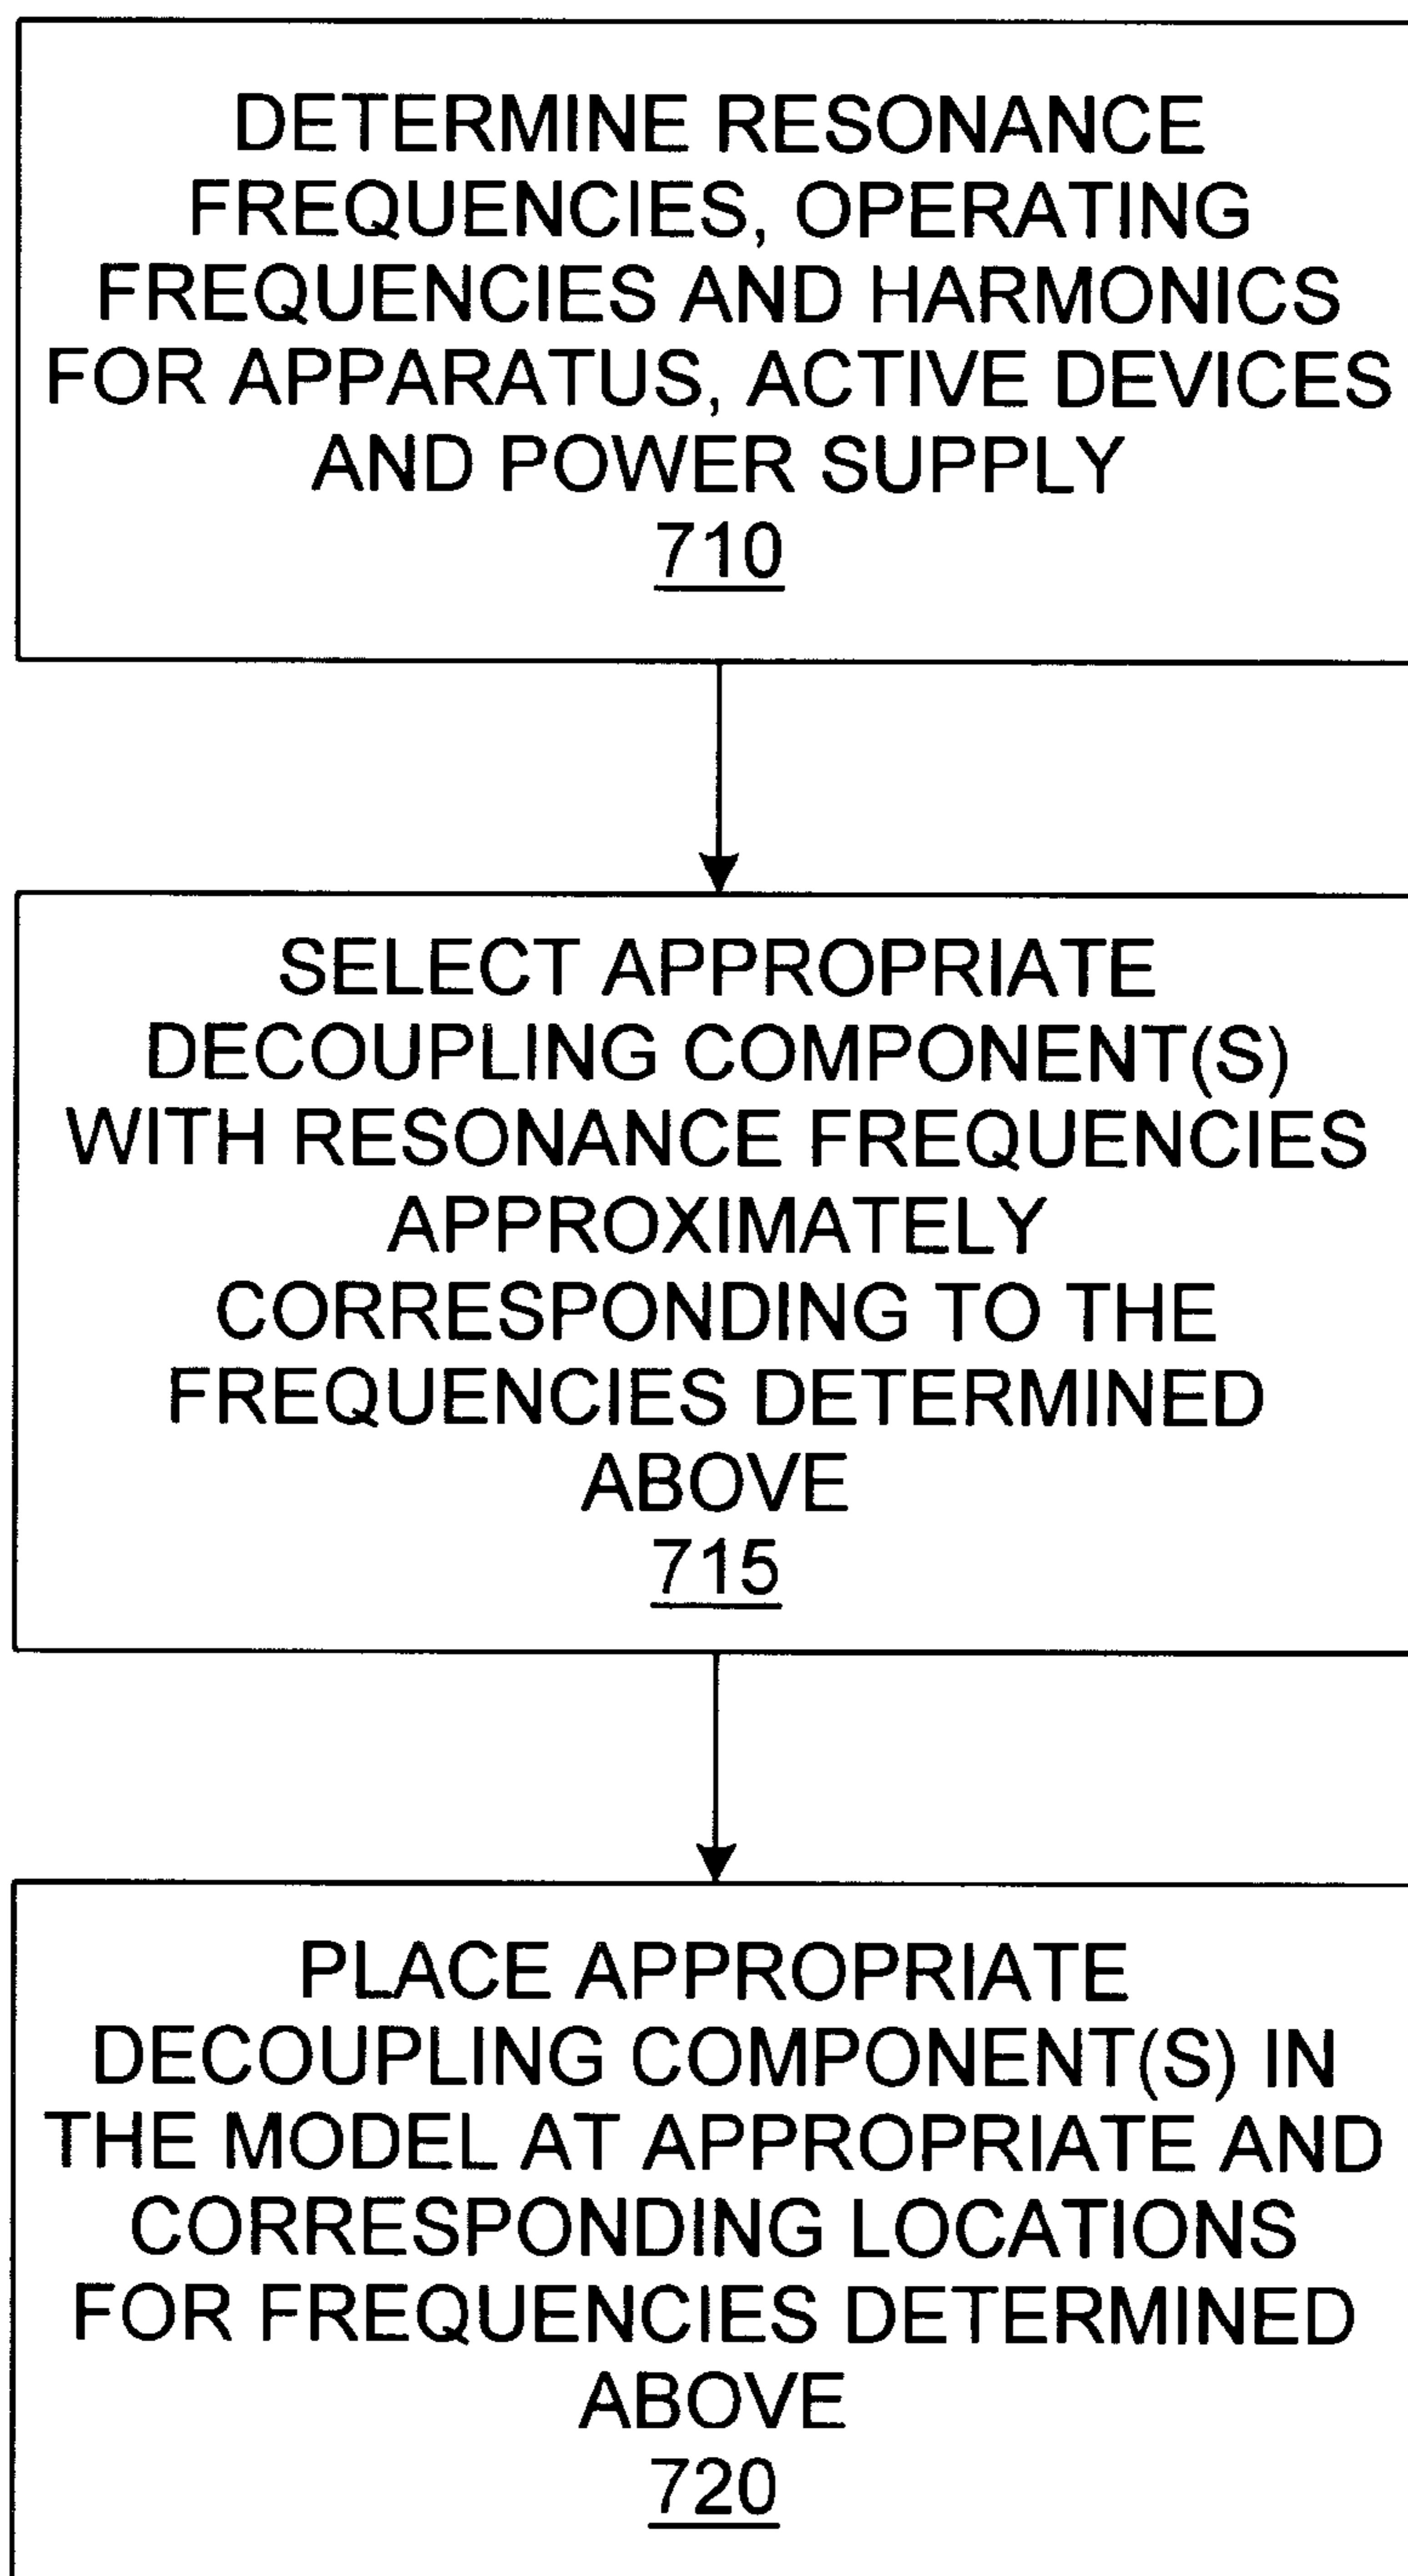 DETERMINE RESONANCE
FREQUENCIES, OPERATING
FREQUENCIES AND HARMONICS
FOR APPARATUS, ACTIVE DEVICES
AND POWER SUPPLY
710
SELECT APPROPRIATE
DECOUPLING COMPONENT(S)
WITH RESONANCE FREQUENCIES
APPROXIMATELY
CORRESPONDING TO THE
FREQUENCIES DETERMINED
ABOVE
715
PLACE APPROPRIATE
DECOUPLING COMPONENT(S) IN
THE MODEL AT APPROPRIATE AND
CORRESPONDING LOCATIONS
FOR FREQUENCIES DETERMINED
ABOVE
720